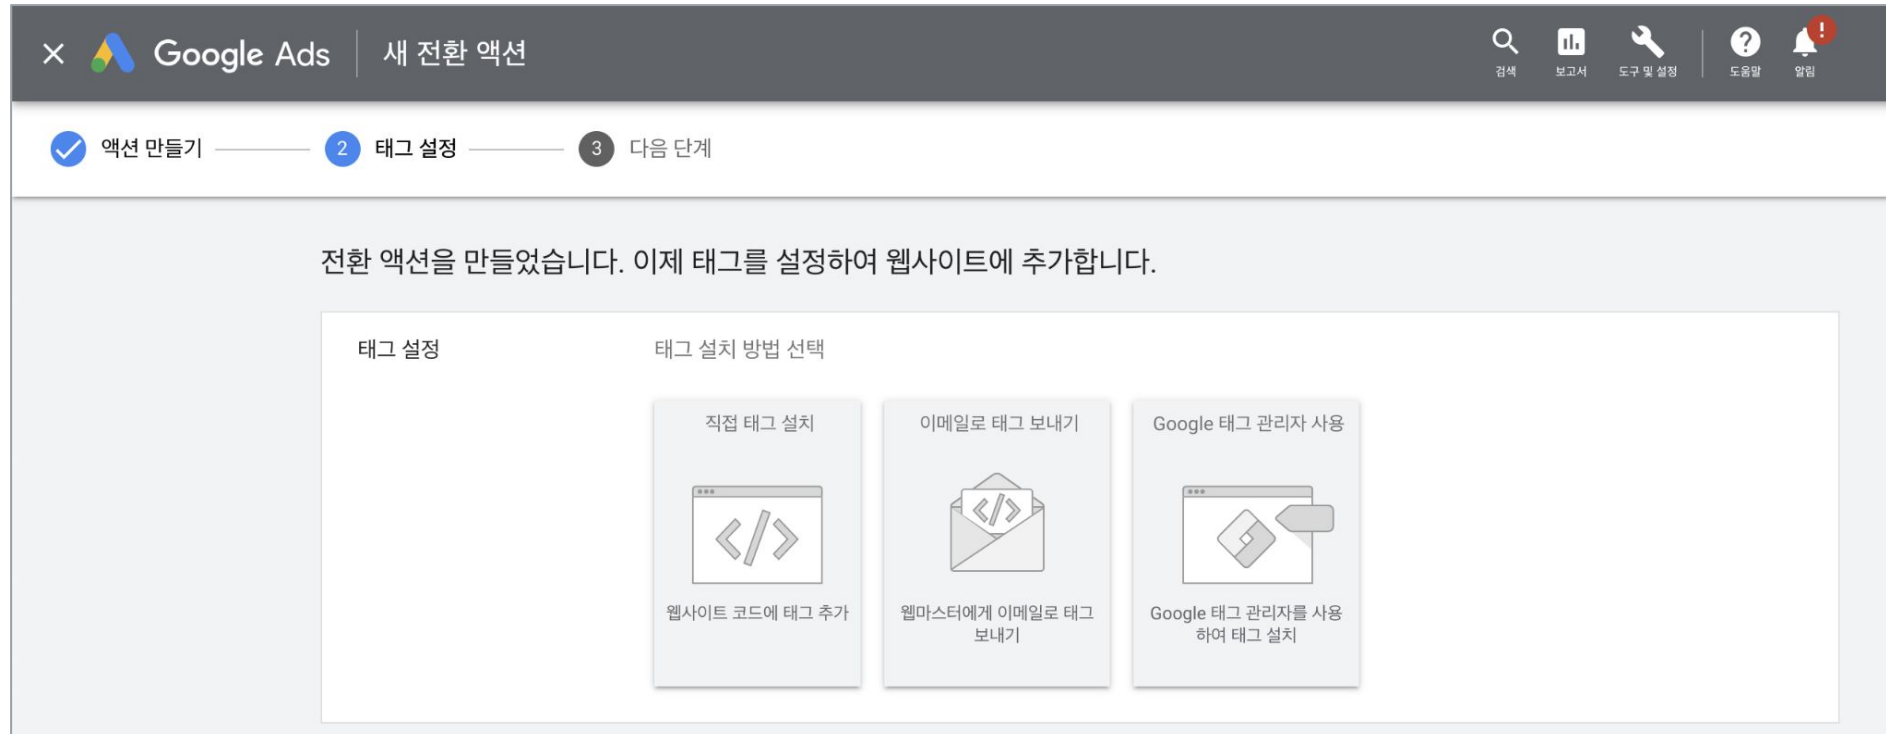 Google Ads 새 전환 액션
검색 보고서 도구 및 설정 도움말 알림
액션 만들기 2 태그 설정 3 다음 단계
전환 액션을 만들었습니다. 이제 태그를 설정하여 웹사이트에 추가합니다.
태그 설정 태그 설치 방법 선택
직접 태그 설치
웹사이트 코드에 태그 추가
이메일로 태그 보내기
웹마스터에게 이메일로 태그
보내기
Google 태그 관리자 사용
Google 태그 관리자를 사용
하여 태그 설치